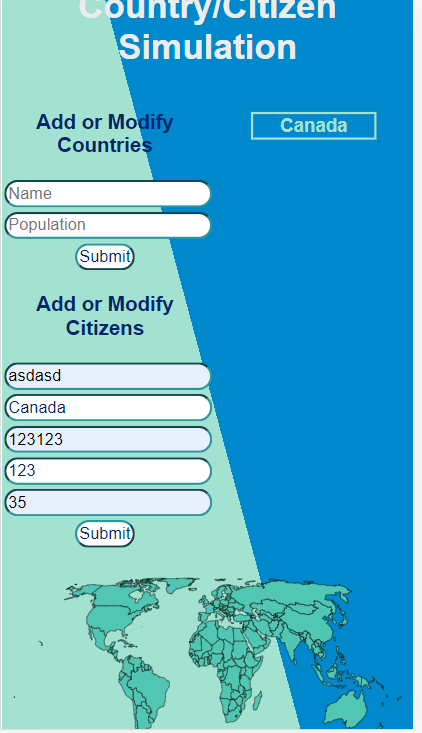 Country/Citizen
Simulation
Add or Modify
Countries
Canada
Name
Population
Submit
Add or Modify
Citizens
asdasd
Canada
123123
123
35
Submit